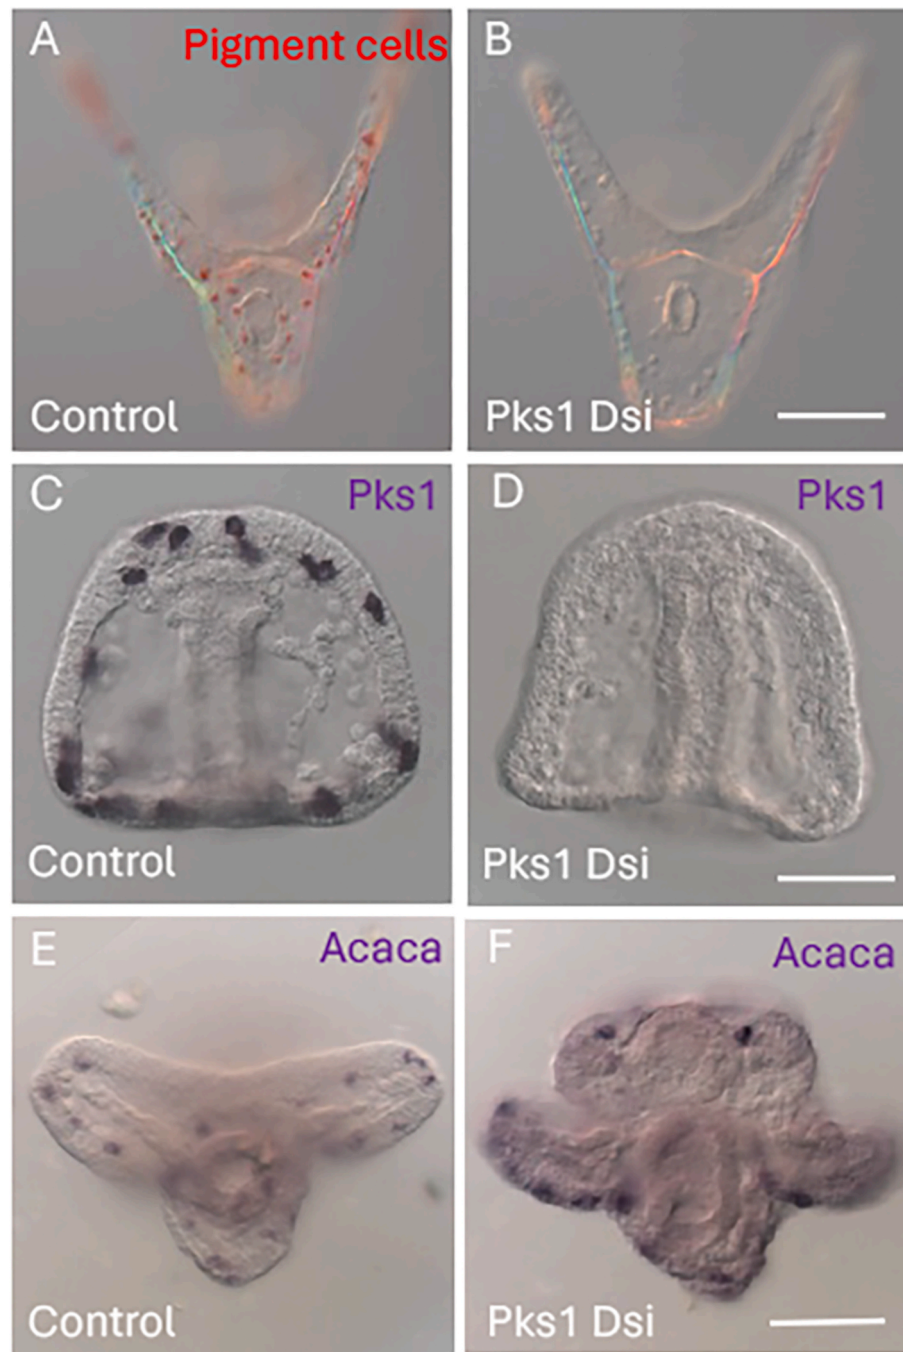 A
Pigment cells
Control
B
Pks1 Dsi
C
Pks1
Control
D
Pks1
Pks1 Dsi
E
Acaca
Control
F
Acaca
Pks1 Dsi